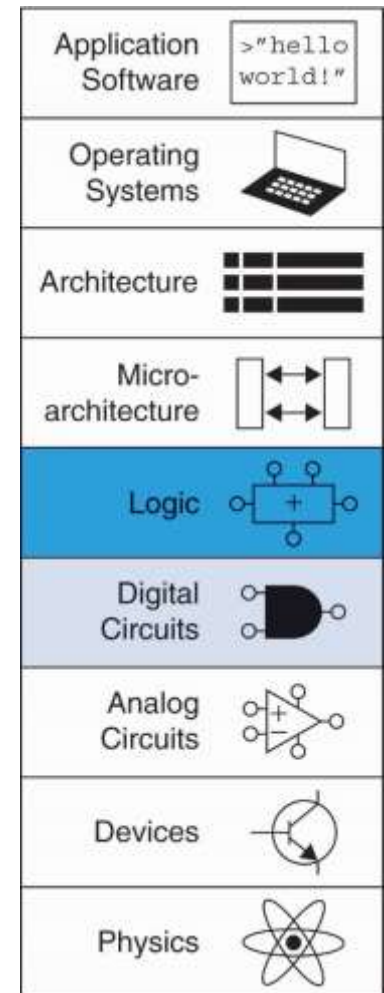 Application
Software
>"hello
world!"
Operating
Systems
Architecture
Micro-
architecture
Logic
+
Digital
Circuits
Analog
Circuits
+
−
Devices
Physics